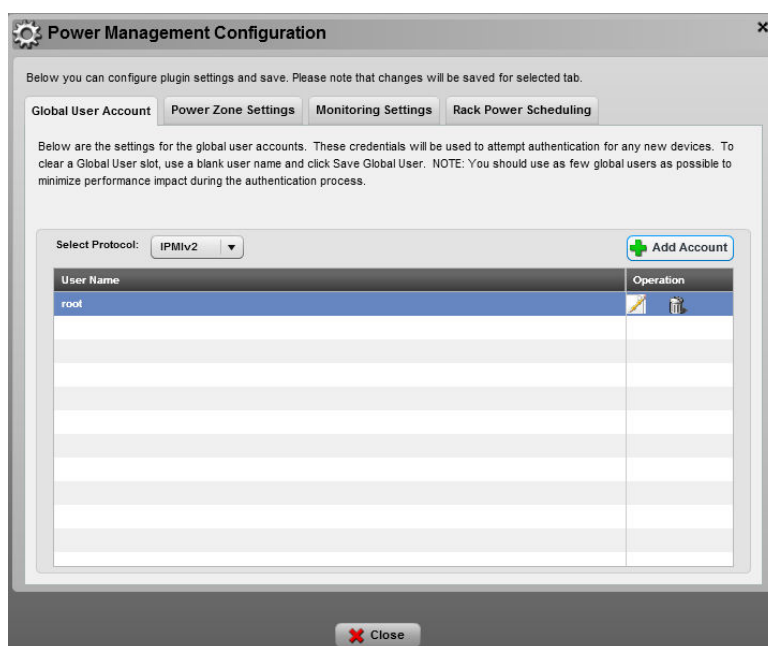 Power Management Configuration
Below you can configure plugin settings and save. Please note that changes will be saved for selected tab.
Global User Account Power Zone Settings Monitoring Settings Rack Power Scheduling
Below are the settings for the global user accounts. These credentials will be used to attempt authentication for any new devices. To
clear a Global User slot, use a blank user name and click Save Global User. NOTE: You should use as few global users as possible to
minimize performance impact during the authentication process.
Select Protocol: IPMIv2 Add Account
User Name Operation
root
Close